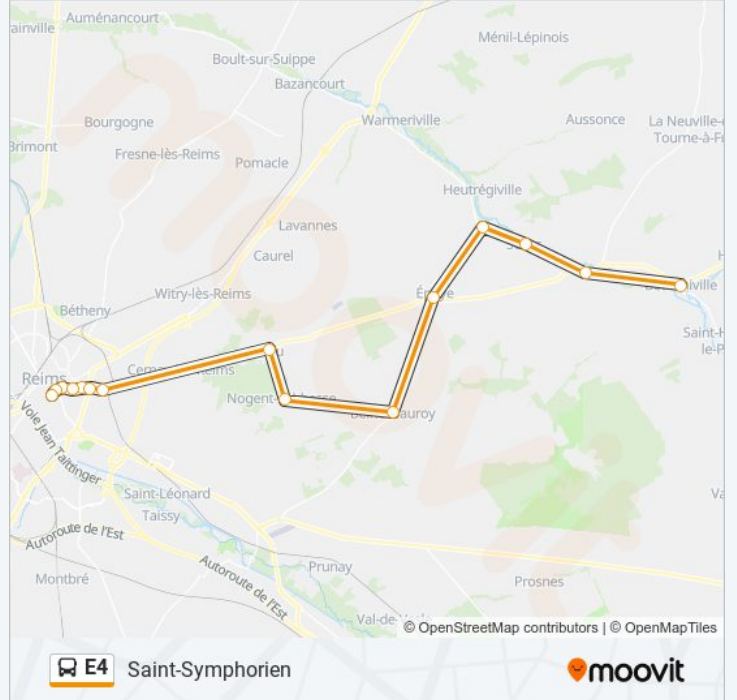 Auménancourt
ainville
Ménil-Lépinois
Boult-sur-Suippe
Bazancourt
Bourgogne
Warmeriville
Aussonce
La Neuville-
Tourne-à-F
Brimont
Fresne-lès-Reims
Pomacle
Heutrégiville
Lavannes
Caurel
Witry-lès-Reims
Bétheny
Saint-H
le-P
Reims
Voie Jean Taittinger
Saint-Léonard
Taissy
Autoroute de l'Est
Autoroute de l'Est
Prunay
Montbré
Prosnes
© OpenStreetMap contributors | © OpenMapTiles
E4 Saint-Symphorien
moovit